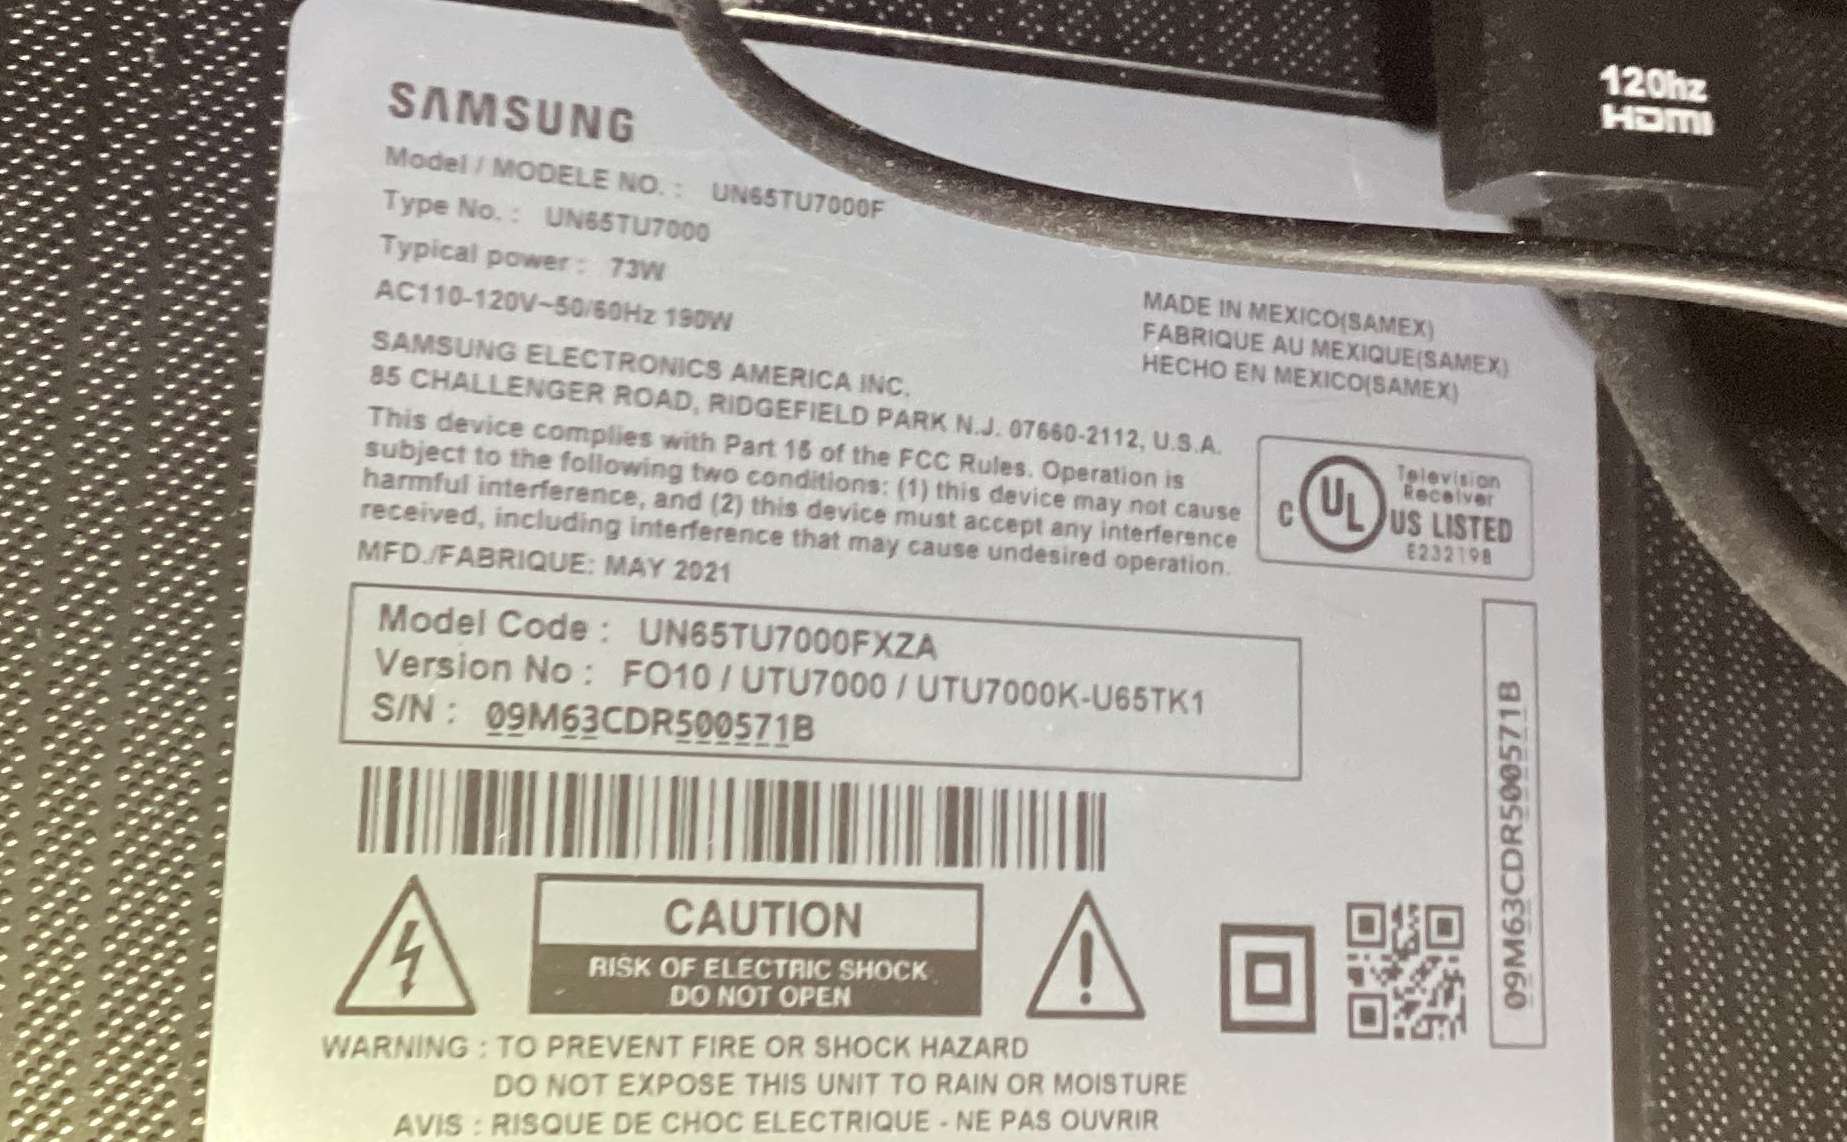 120hz
HDMI
SAMSUNG
Model / MODELE NO. : UN65TU7000F
Type No. : UN65TU7000
Typical power : 73W
AC110-120V~50/60Hz 190W
MADE IN MEXICO(SAMEX)
FABRIQUE AU MEXIQUE(SAMEX)
HECHO EN MEXICO(SAMEX)
SAMSUNG ELECTRONICS AMERICA INC.
85 CHALLENGER ROAD, RIDGEFIELD PARK N.J. 07660-2112, U.S.A.
This device complies with Part 15 of the FCC Rules. Operation is
subject to the following two conditions: (1) this device may not cause
harmful interference, and (2) this device must accept any interference
received, including interference that may cause undesired operation.
MFD./FABRIQUE: MAY 2021
C UL US LISTED
Television
Receiver
E232198
Model Code : UN65TU7000FXZA
Version No : FO10 / UTU7000 / UTU7000K-U65TK1
S/N : 09M63CDR500571B
09M63CDR500571B
CAUTION
RISK OF ELECTRIC SHOCK
DO NOT OPEN
WARNING : TO PREVENT FIRE OR SHOCK HAZARD
DO NOT EXPOSE THIS UNIT TO RAIN OR MOISTURE
AVIS : RISQUE DE CHOC ELECTRIQUE - NE PAS OUVRIR